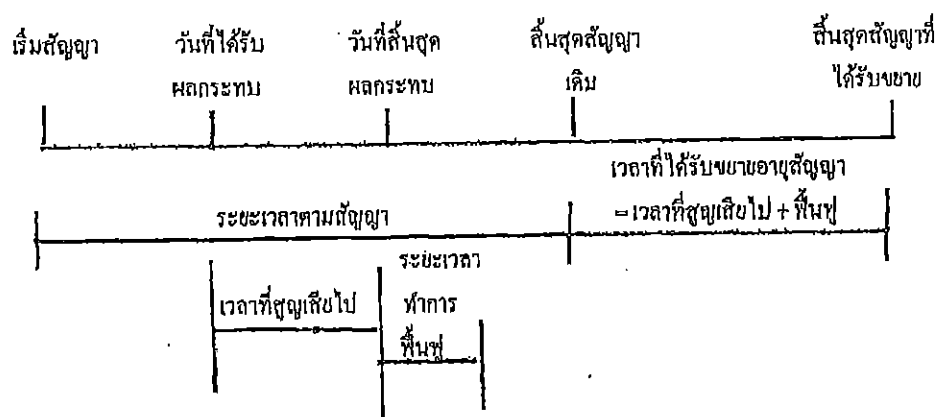 เริ่มสัญญา
วันที่ได้รับ
ผลกระทบ
วันที่สิ้นสุด
ผลกระทบ
สิ้นสุดสัญญา
เดิม
สิ้นสุดสัญญาที่
ได้รับขยาย
เวลาที่ได้รับขยายอายุสัญญา
= เวลาที่สูญเสียไป + ฟื้นฟู
ระยะเวลาตามสัญญา
เวลาที่สูญเสียไป
ระยะเวลา
ทำการ
ฟื้นฟู